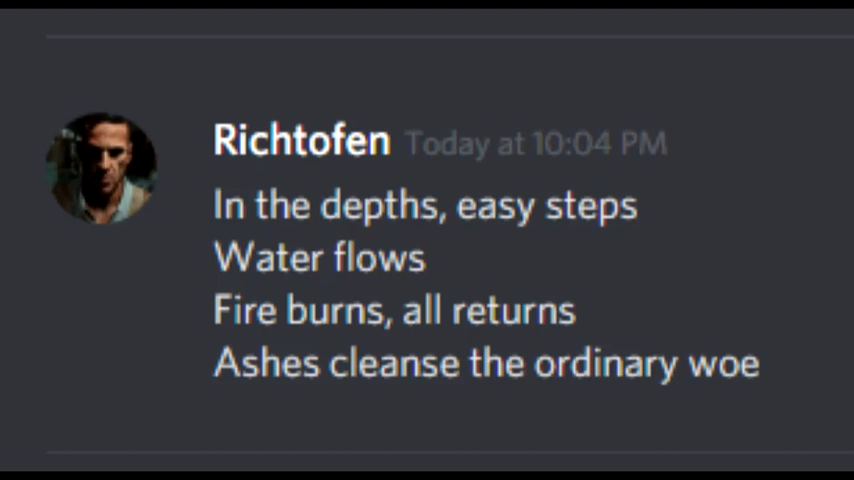 Richtofen Today at 10:04 PM
In the depths, easy steps
Water flows
Fire burns, all returns
Ashes cleanse the ordinary woe